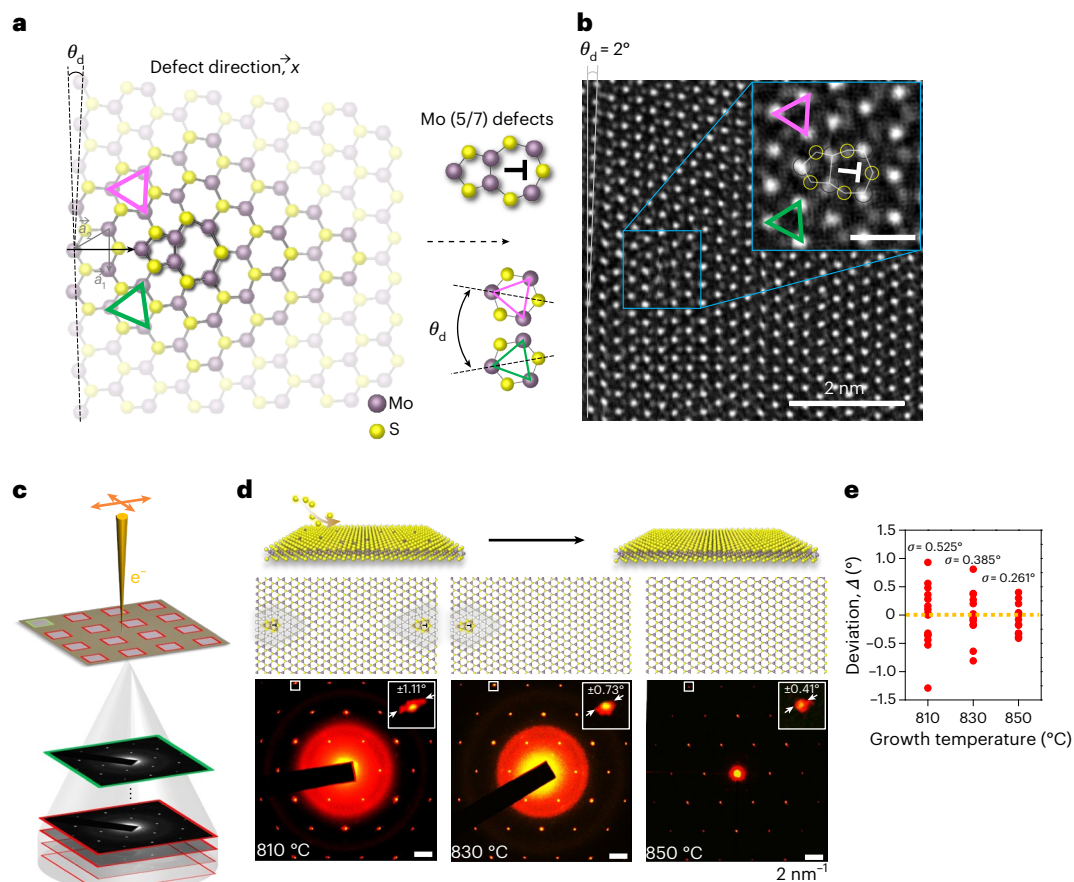 a
θd
Defect direction, x
Mo (5/7) defects
a2
a1
θd
Mo
S
b
θd = 2°
2 nm
c
e−
d
±1.11°
±0.73°
±0.41°
810 °C
830 °C
850 °C
2 nm−1
e
Deviation, Δ (°)
1.5
1.0
0.5
0
−0.5
−1.0
−1.5
σ = 0.525°
σ = 0.385°
σ = 0.261°
810 830 850
Growth temperature (°C)